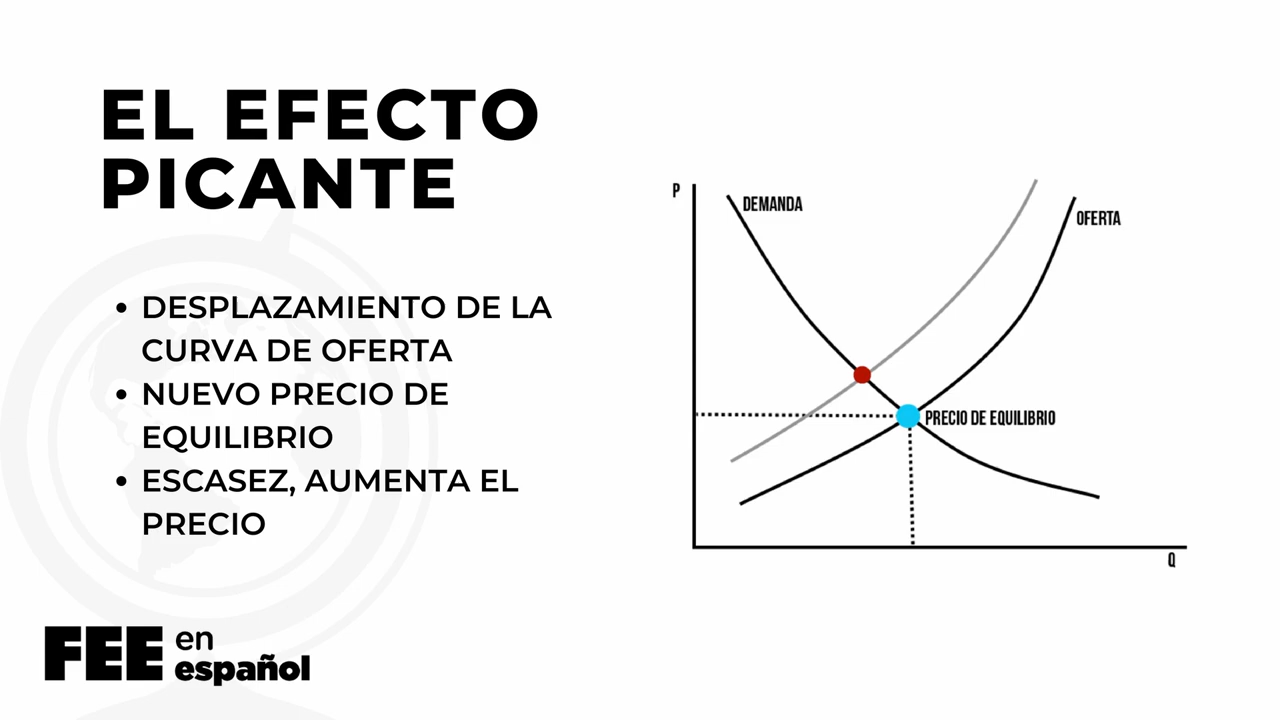 EL EFECTO
PICANTE
DESPLAZAMIENTO DE LA
CURVA DE OFERTA
NUEVO PRECIO DE
EQUILIBRIO
ESCASEZ, AUMENTA EL
PRECIO
P
DEMANDA
OFERTA
PRECIO DE EQUILIBRIO
Q
FEE en
español